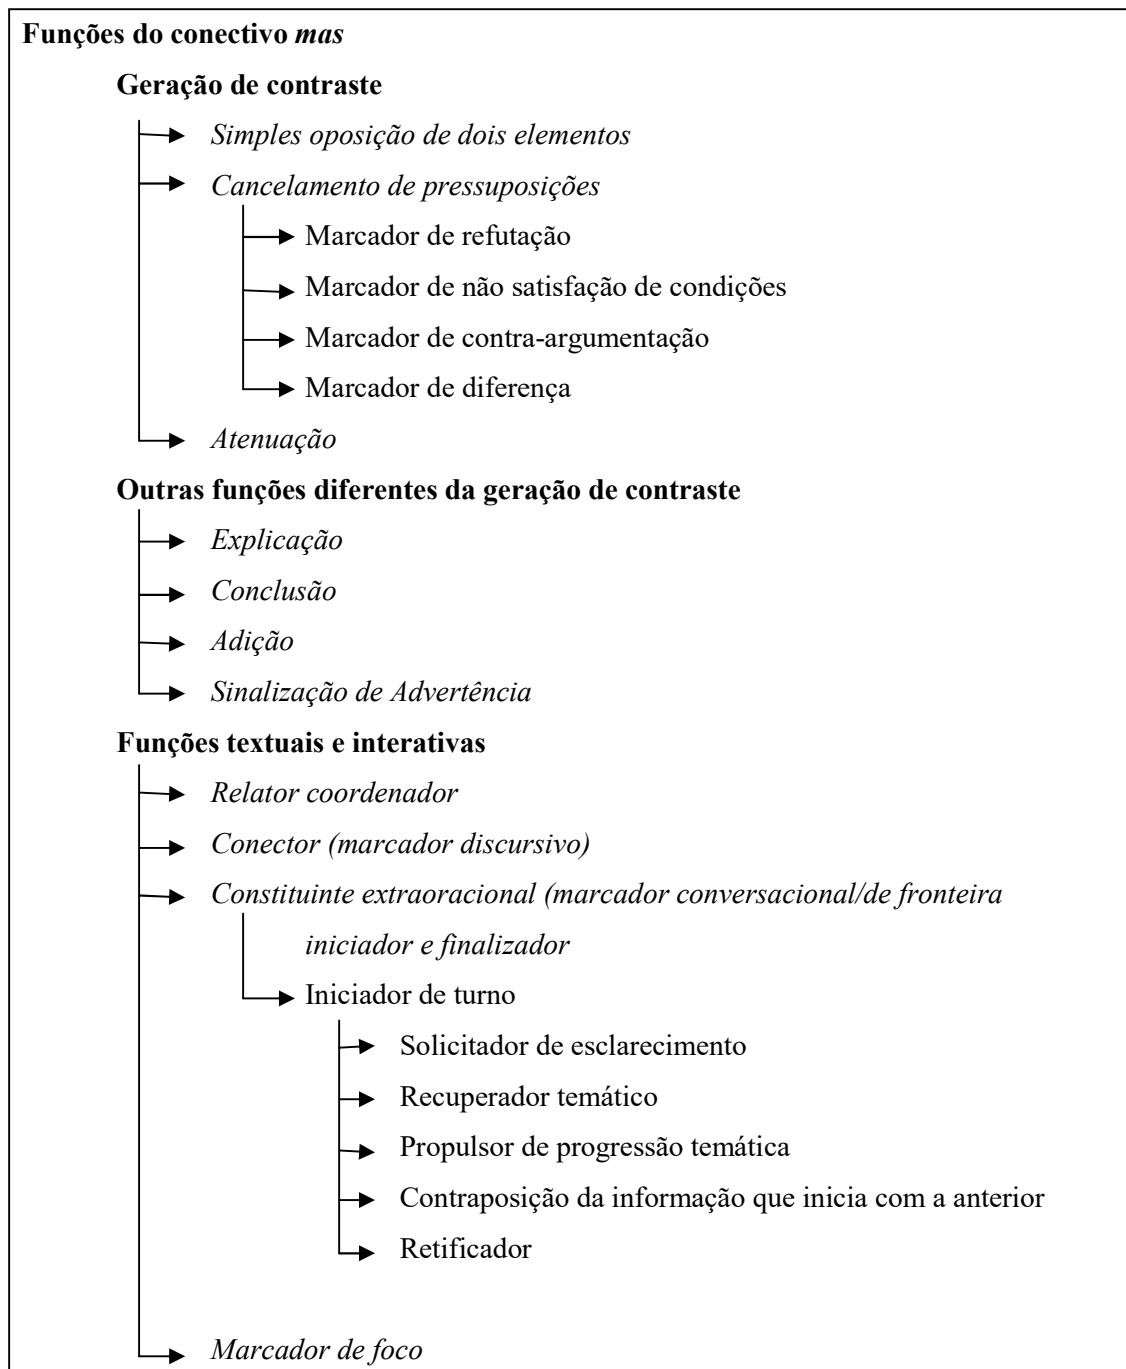 Funções do conectivo mas
Geração de contraste
Simples oposição de dois elementos
Cancelamento de pressuposições
Marcador de refutação
Marcador de não satisfação de condições
Marcador de contra-argumentação
Marcador de diferença
Atenuação
Outras funções diferentes da geração de contraste
Explicação
Conclusão
Adição
Sinalização de Advertência
Funções textuais e interativas
Relator coordenador
Conector (marcador discursivo)
Constituinte extraoracional (marcador conversacional/de fronteira
iniciador e finalizador
Iniciador de turno
Solicitador de esclarecimento
Recuperador temático
Propulsor de progressão temática
Contraposição da informação que inicia com a anterior
Retificador
Marcador de foco